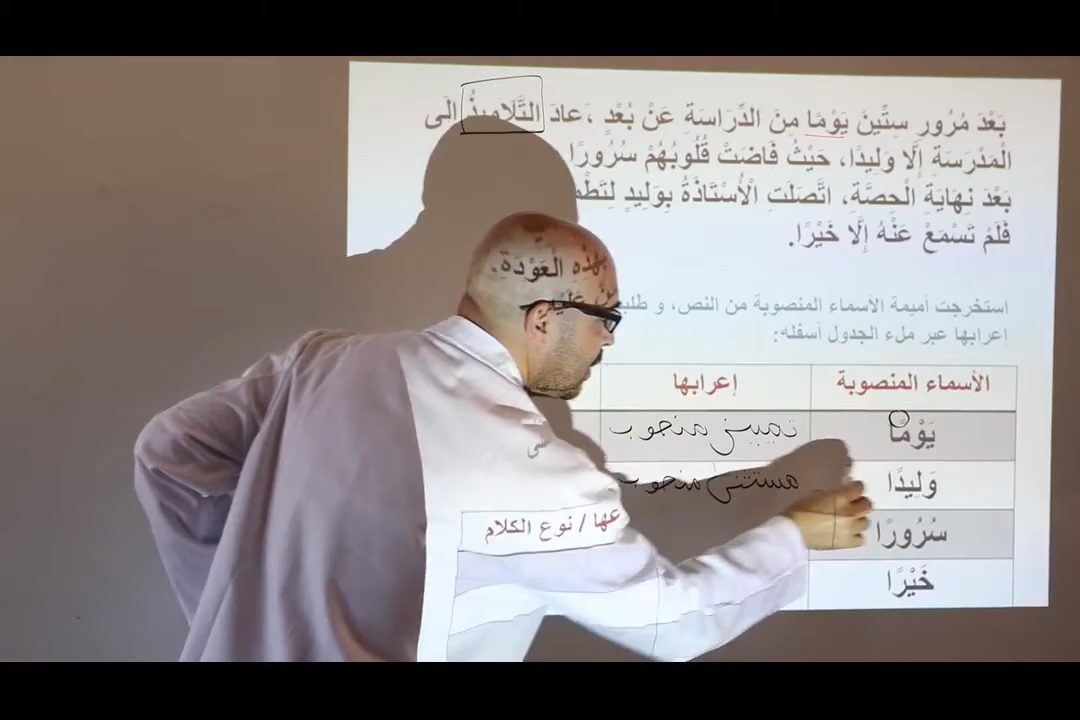 بَعْدَ مُرُورِ سِتِّينَ يَوْمًا مِنَ الدِّرَاسَةِ عَنْ بُعْدٍ ،عَادَ التَّلَامِيذُ إِلَى
الْمَدْرَسَةِ إِلَّا وَلِيدًا، حَيْثُ فَاضَتْ قُلُوبُهُمْ سُرُورًا بِهَذِهِ الْعَوْدَةِ.
بَعْدَ نِهَايَةِ الْحِصَّةِ، اتَّصَلَتِ الْأُسْتَاذَةُ بِوَلِيدٍ
فَلَمْ تَسْمَعْ عَنْهُ إِلَّا خَيْرًا.
استخرجت أميمة الأسماء المنصوبة من النص، و
إعرابها عبر ملء الجدول أسفله:
الأسماء المنصوبة إعرابها / نوع الكلام
يَوْمًا تمييز منصوب
وَلِيدًا مستثنى منصوب
سُرُورًا
خَيْرًا